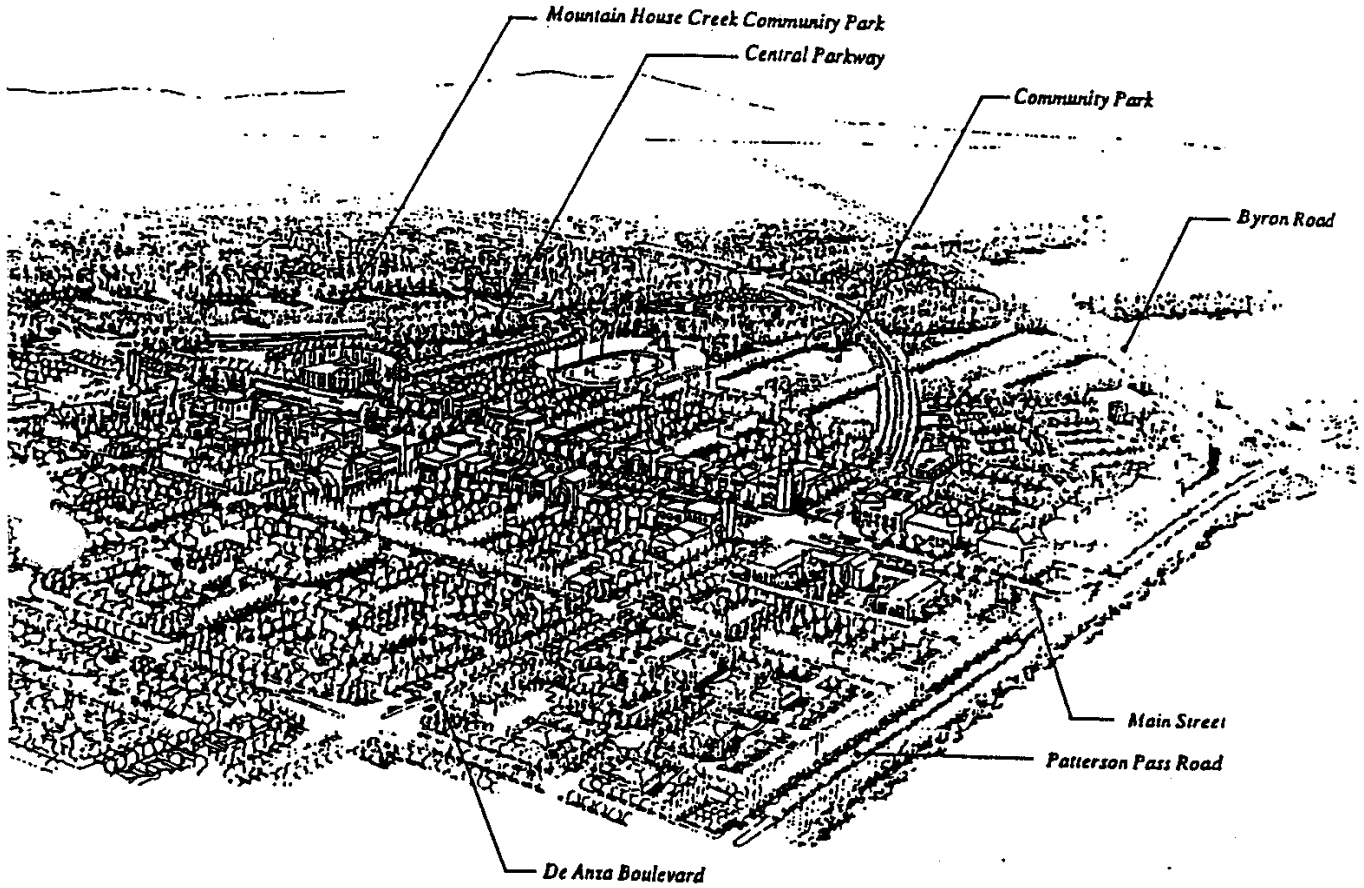 Mountain House Creek Community Park
Central Parkway
Community Park
Byron Road
Main Street
Patterson Pass Road
De Anza Boulevard